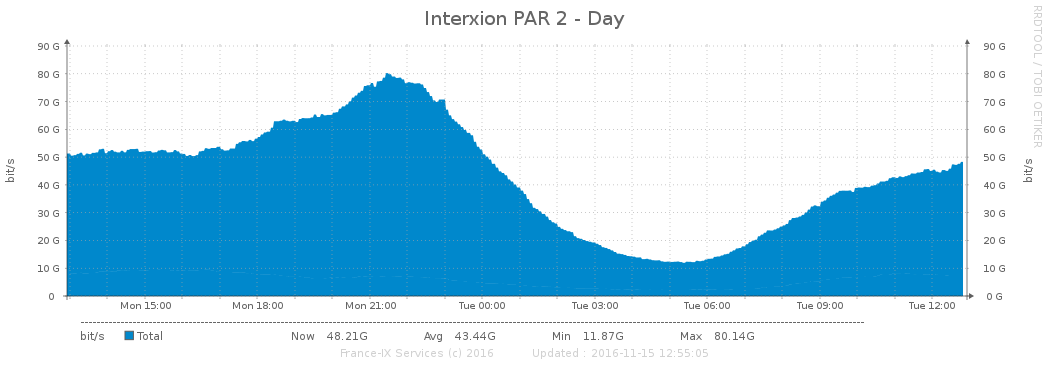 Interxion PAR 2 - Day
RRDTOOL / TOBI OETIKER
90 G 90 G
80 G 80 G
70 G 70 G
60 G 60 G
50 G 50 G
40 G 40 G
30 G 30 G
20 G 20 G
10 G 10 G
0 0 G
bit/s bit/s
Mon 15:00 Mon 18:00 Mon 21:00 Tue 00:00 Tue 03:00 Tue 06:00 Tue 09:00 Tue 12:00
bit/s Total Now 48.21G Avg 43.44G Min 11.87G Max 80.14G
France-IX Services (c) 2016 Updated : 2016-11-15 12:55:05